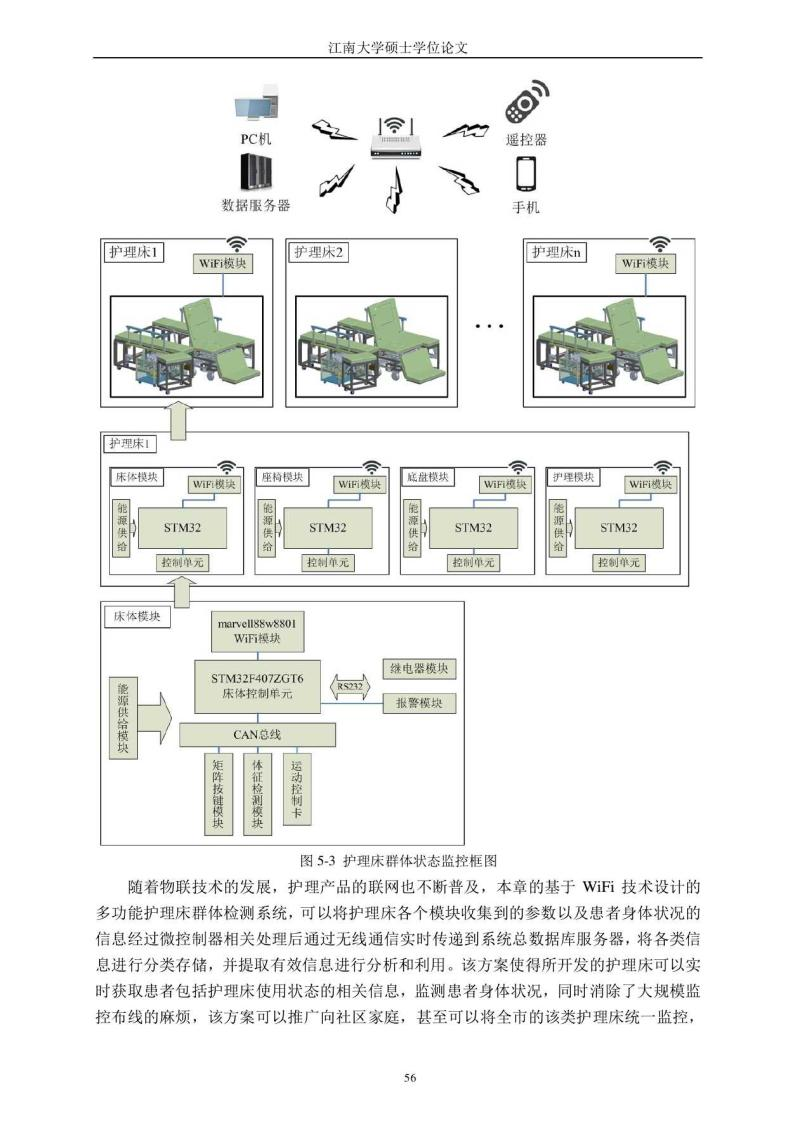 江南大学硕士学位论文
PC机
遥控器
数据服务器
手机
护理床1
WiFi模块
护理床2
护理床n
WiFi模块
护理床1
床体模块
WiFi模块
能源供给
STM32
控制单元
座椅模块
WiFi模块
能源供给
STM32
控制单元
底盘模块
WiFi模块
能源供给
STM32
控制单元
护理模块
WiFi模块
能源供给
STM32
控制单元
床体模块
marvell88w8801
WiFi模块
能源供给模块
STM32F407ZGT6
床体控制单元
RS232
继电器模块
报警模块
CAN总线
矩阵按键模块
体征检测模块
运动控制卡
图 5-3 护理床群体状态监控框图
随着物联技术的发展，护理产品的联网也不断普及，本章的基于 WiFi 技术设计的
多功能护理床群体检测系统，可以将护理床各个模块收集到的参数以及患者身体状况的
信息经过微控制器相关处理后通过无线通信实时传递到系统总数据库服务器，将各类信
息进行分类存储，并提取有效信息进行分析和利用。该方案使得所开发的护理床可以实
时获取患者包括护理床使用状态的相关信息，监测患者身体状况，同时消除了大规模监
控布线的麻烦，该方案可以推广向社区家庭，甚至可以将全市的该类护理床统一监控，
56